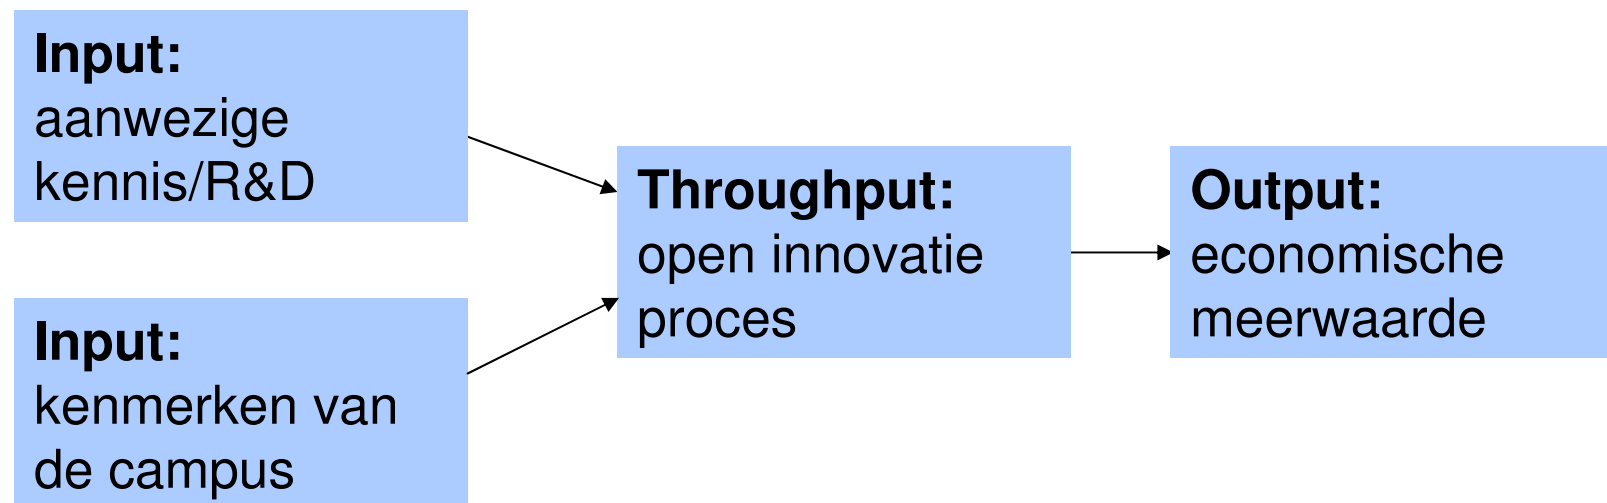 Input:
aanwezige
kennis/R&D
Input:
kenmerken van
de campus
Throughput:
open innovatie
proces
Output:
economische
meerwaarde